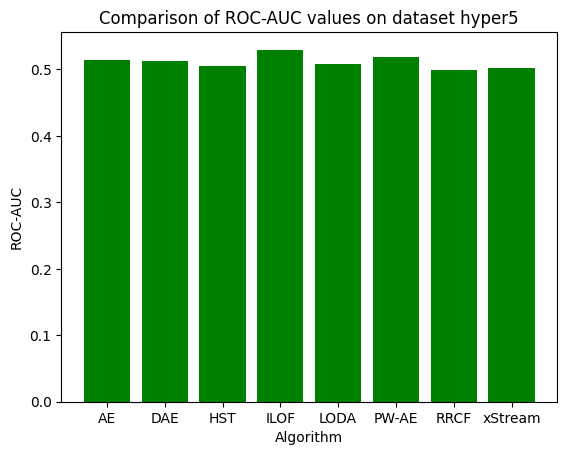 Comparison of ROC-AUC values on dataset hyper5
ROC-AUC
0.5
0.4
0.3
0.2
0.1
0.0
AE DAE HST ILOF LODA PW-AE RRCF xStream
Algorithm